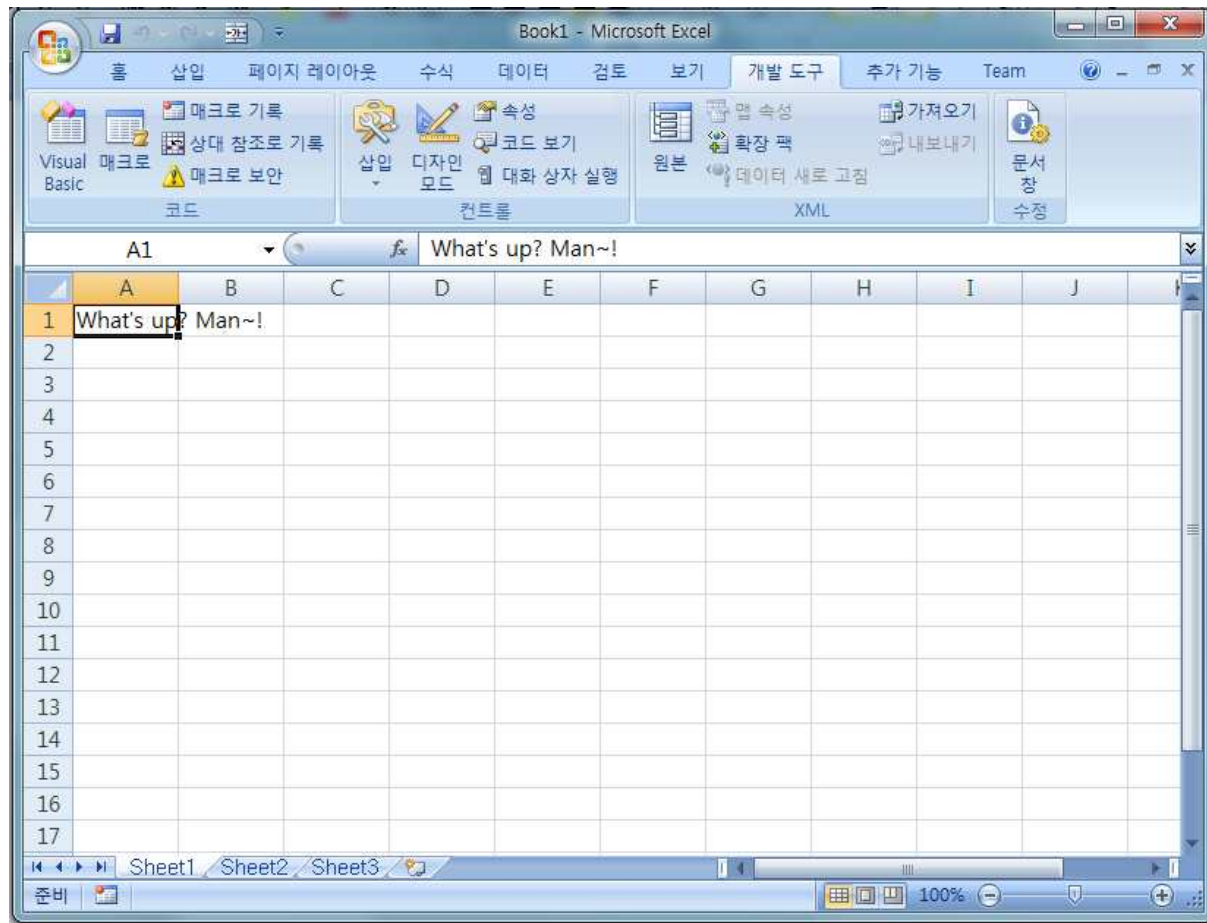 Book1 - Microsoft Excel
홈 삽입 페이지 레이아웃 수식 데이터 검토 보기 개발 도구 추가 기능 Team
Visual Basic
매크로
매크로 기록
상대 참조로 기록
매크로 보안
코드
삽입
디자인 모드
속성
코드 보기
대화 상자 실행
컨트롤
원본
맵 속성
확장 팩
데이터 새로 고침
가져오기
내보내기
XML
문서 창
수정
A1 fx What's up? Man~!
A B C D E F G H I J
1 What's up? Man~!
2
3
4
5
6
7
8
9
10
11
12
13
14
15
16
17
Sheet1 Sheet2 Sheet3
준비 100%